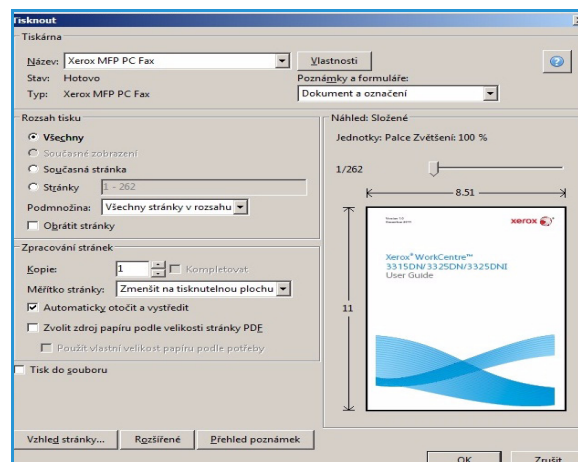 Tisknout
Tiskárna
Název: Xerox MFP PC Fax
Vlastnosti
Stav: Hotovo
Poznámky a formuláře:
Typ: Xerox MFP PC Fax
Dokument a označení
Rozsah tisku
Všechny
Současné zobrazení
Současná stránka
Stránky 1 - 262
Podmnožina: Všechny stránky v rozsahu
Obrátit stránky
Zpracování stránek
Kopie: 1 Kompletovat
Měřítko stránky: Zmenšit na tisknutelnou plochu
Automaticky otočit a vystředit
Zvolit zdroj papíru podle velikosti stránky PDF
Použít vlastní velikost papíru podle potřeby
Tisk do souboru
Náhled: Složené
Jednotky: Palce Zvětšení: 100 %
1/262
8.51
11
xerox
Xerox® WorkCentre™
3315DN/3325DN/3325DNI
User Guide
Vzhled stránky... Rozšířené Přehled poznámek
OK Zrušit